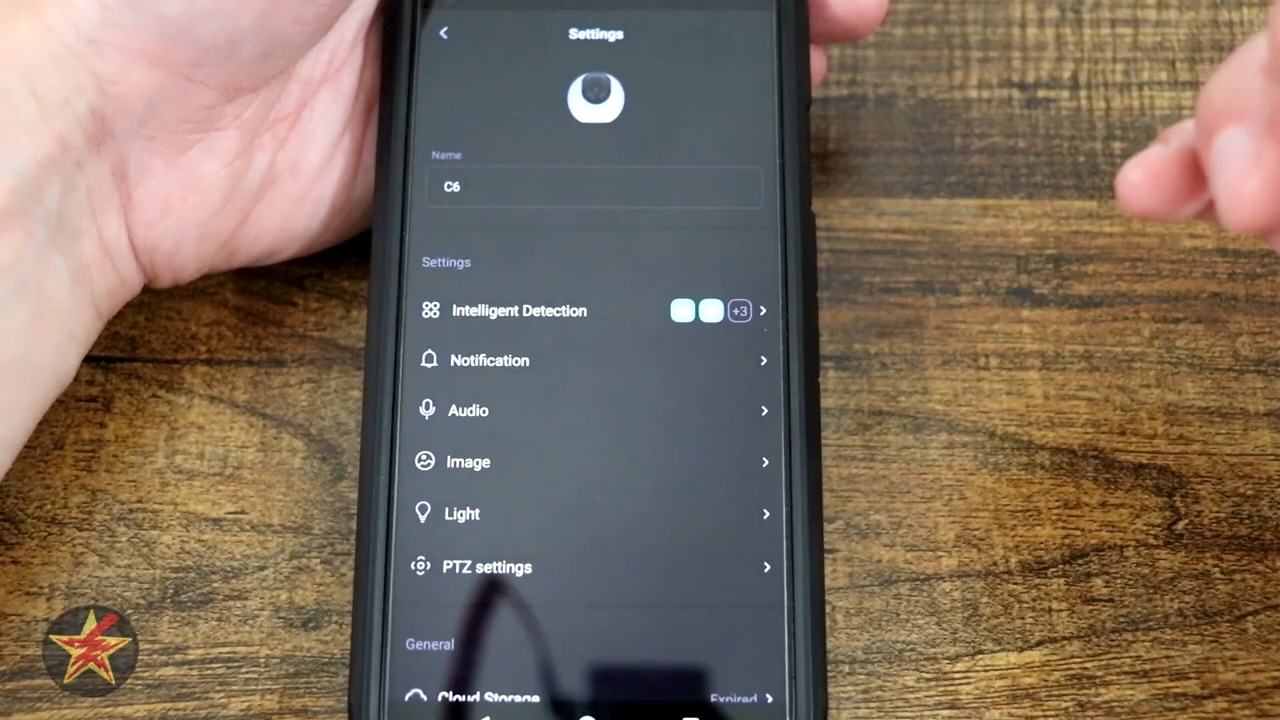 Settings
Name
C6
Settings
Intelligent Detection +3
Notification
Audio
Image
Light
PTZ settings
General
Cloud Storage Expired